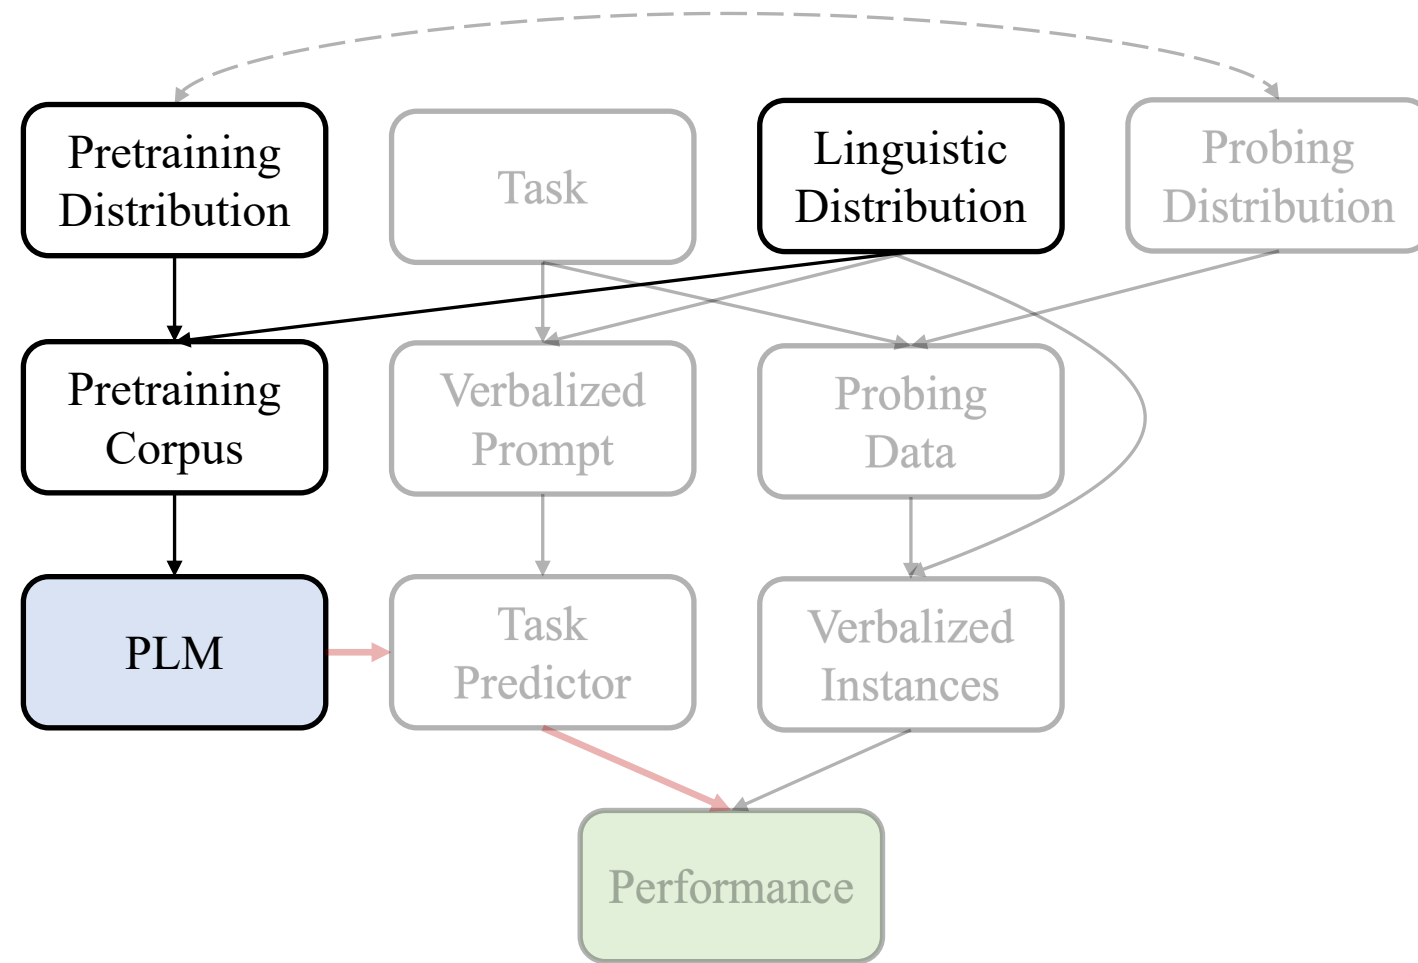 Pretraining
Distribution
Task
Linguistic
Distribution
Probing
Distribution
Pretraining
Corpus
Verbalized
Prompt
Probing
Data
PLM
Task
Predictor
Verbalized
Instances
Performance